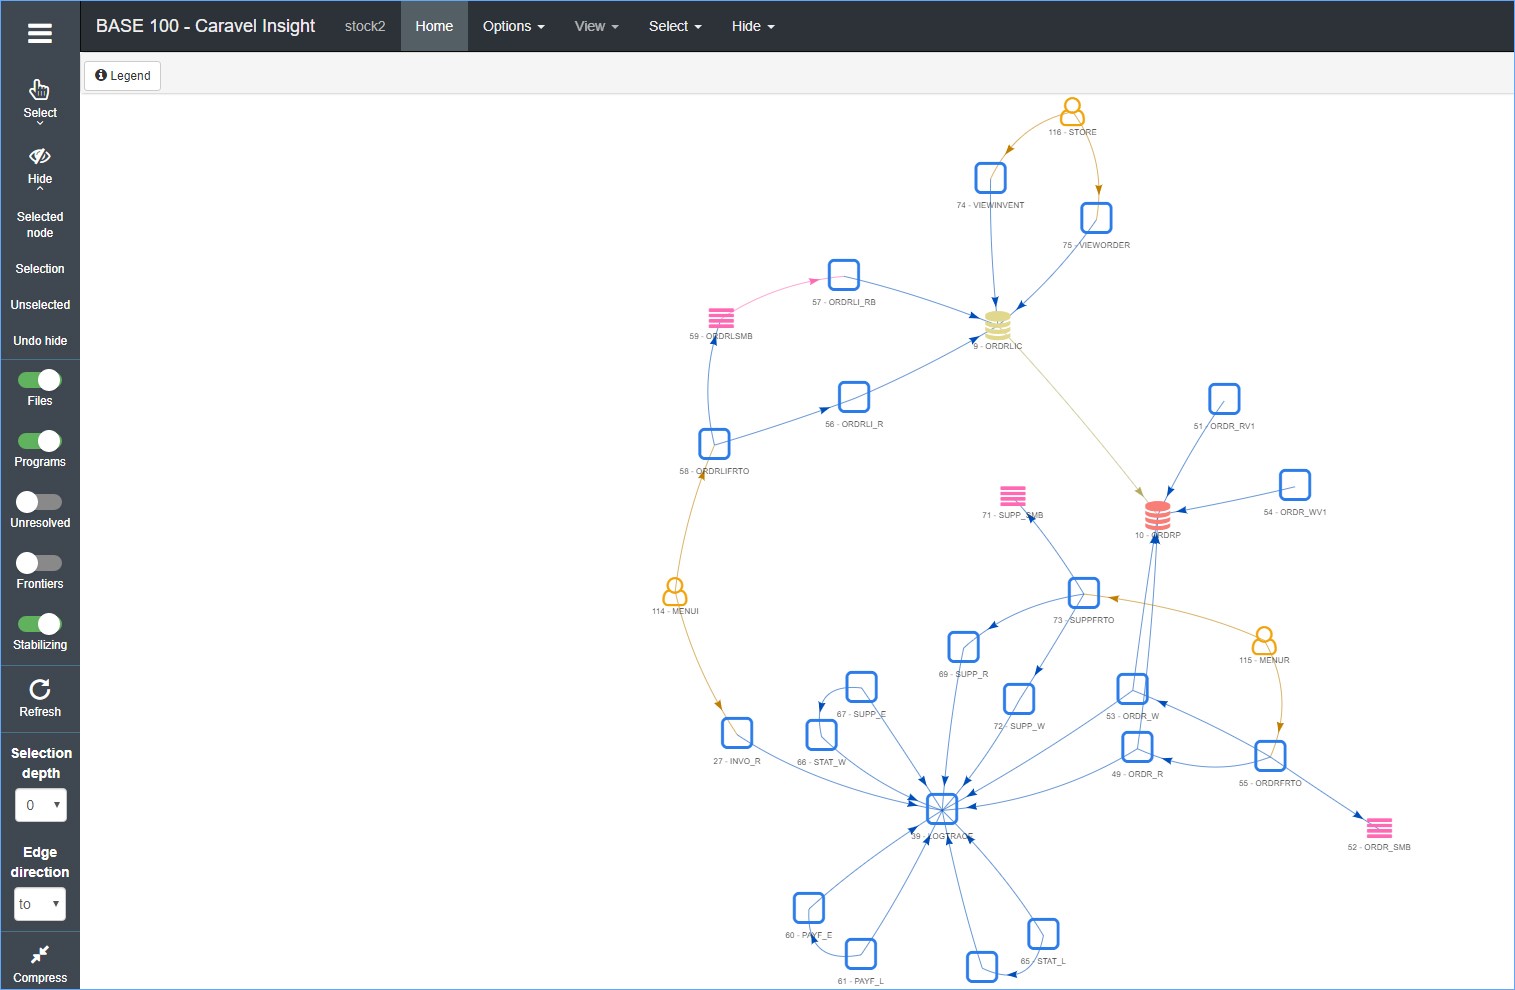 BASE 100 - Caravel Insight
stock2
Home
Options
View
Select
Hide
Legend
Select
Hide
Selected
node
Selection
Unselected
Undo hide
Files
Programs
Unresolved
Frontiers
Stabilizing
Refresh
Selection
depth
0
Edge
direction
to
Compress
116 - STORE
74 - VIEWINVENT
75 - VIEWORDER
57 - ORDRLI_RB
59 - ORDRLSMB
9 - ORDRLIC
56 - ORDRLI_R
51 - ORDR_RV1
58 - ORDRLIFRTO
54 - ORDR_WV1
71 - SUPP_SMB
10 - ORDRP
114 - MENUI
73 - SUPPFRTO
115 - MENUR
69 - SUPP_R
67 - SUPP_E
53 - ORDR_W
72 - SUPP_W
27 - INVO_R
66 - STAT_W
49 - ORDR_R
55 - ORDRFRTO
39 - LOGTRACE
52 - ORDR_SMB
60 - PAYF_E
65 - STAT_L
61 - PAYF_L